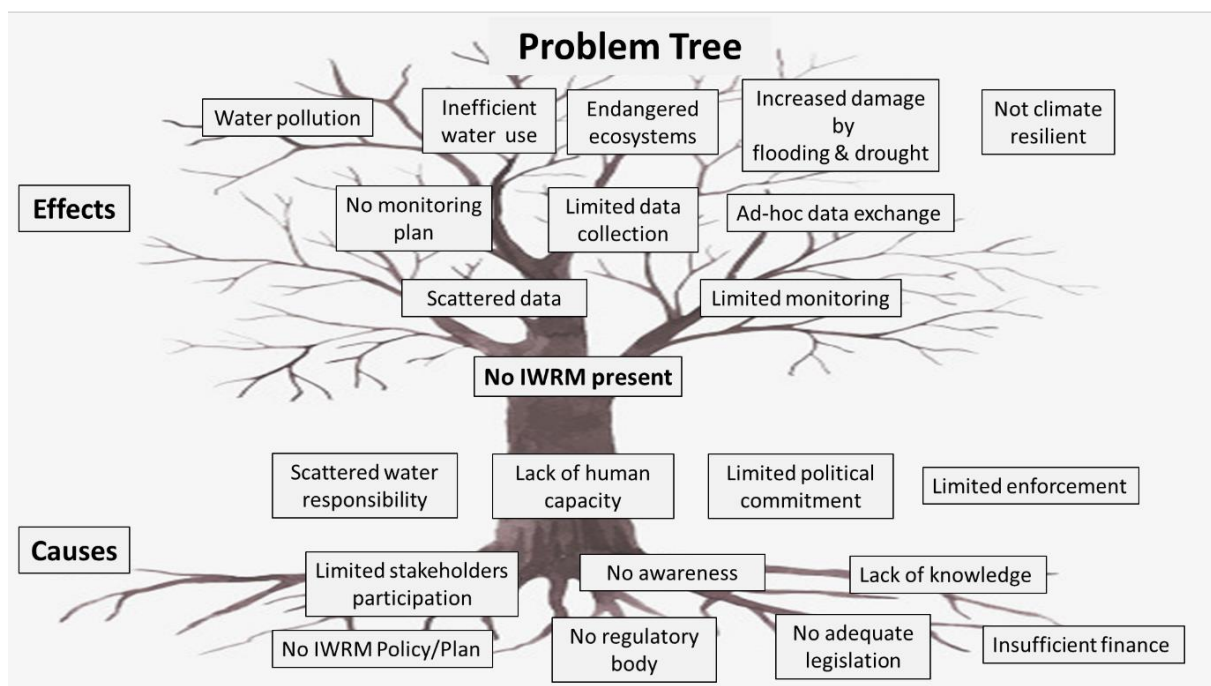 Problem Tree
Water pollution
Inefficient
water use
Endangered
ecosystems
Increased damage
by
flooding & drought
Not climate
resilient
Effects
No monitoring
plan
Limited data
collection
Ad-hoc data exchange
Scattered data
Limited monitoring
No IWRM present
Scattered water
responsibility
Lack of human
capacity
Limited political
commitment
Limited enforcement
Causes
Limited stakeholders
participation
No awareness
Lack of knowledge
No IWRM Policy/Plan
No regulatory
body
No adequate
legislation
Insufficient finance